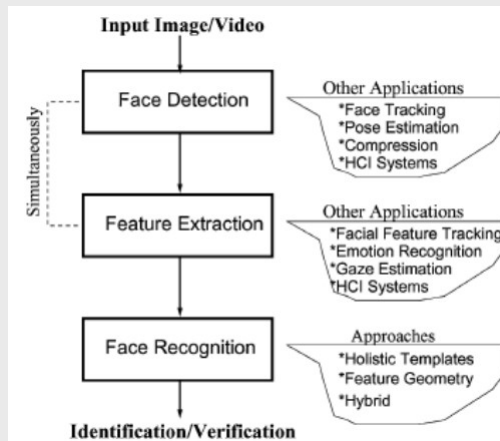 Input Image/Video
Face Detection
Other Applications
*Face Tracking
*Pose Estimation
*Compression
*HCI Systems
Simultaneously
Feature Extraction
Other Applications
*Facial Feature Tracking
*Emotion Recognition
*Gaze Estimation
*HCI Systems
Face Recognition
Approaches
*Holistic Templates
*Feature Geometry
*Hybrid
Identification/Verification